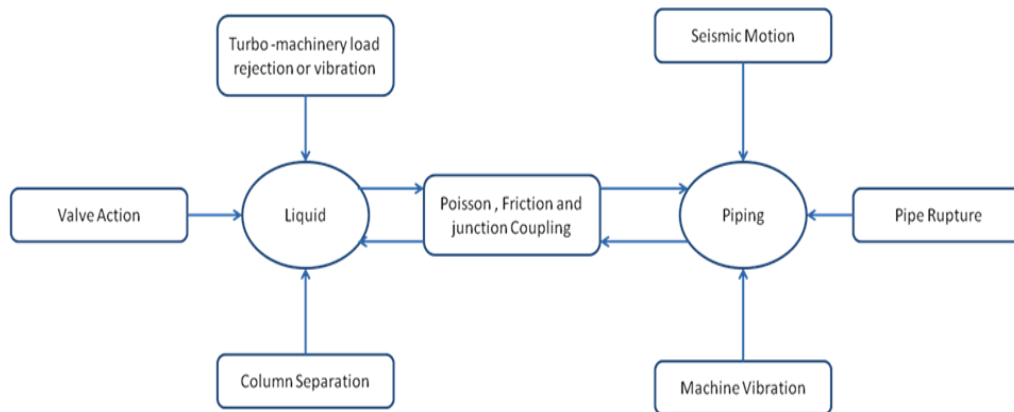 Turbo -machinery load
rejection or vibration
Seismic Motion
Valve Action
Liquid
Poisson , Friction and
junction Coupling
Piping
Pipe Rupture
Column Separation
Machine Vibration